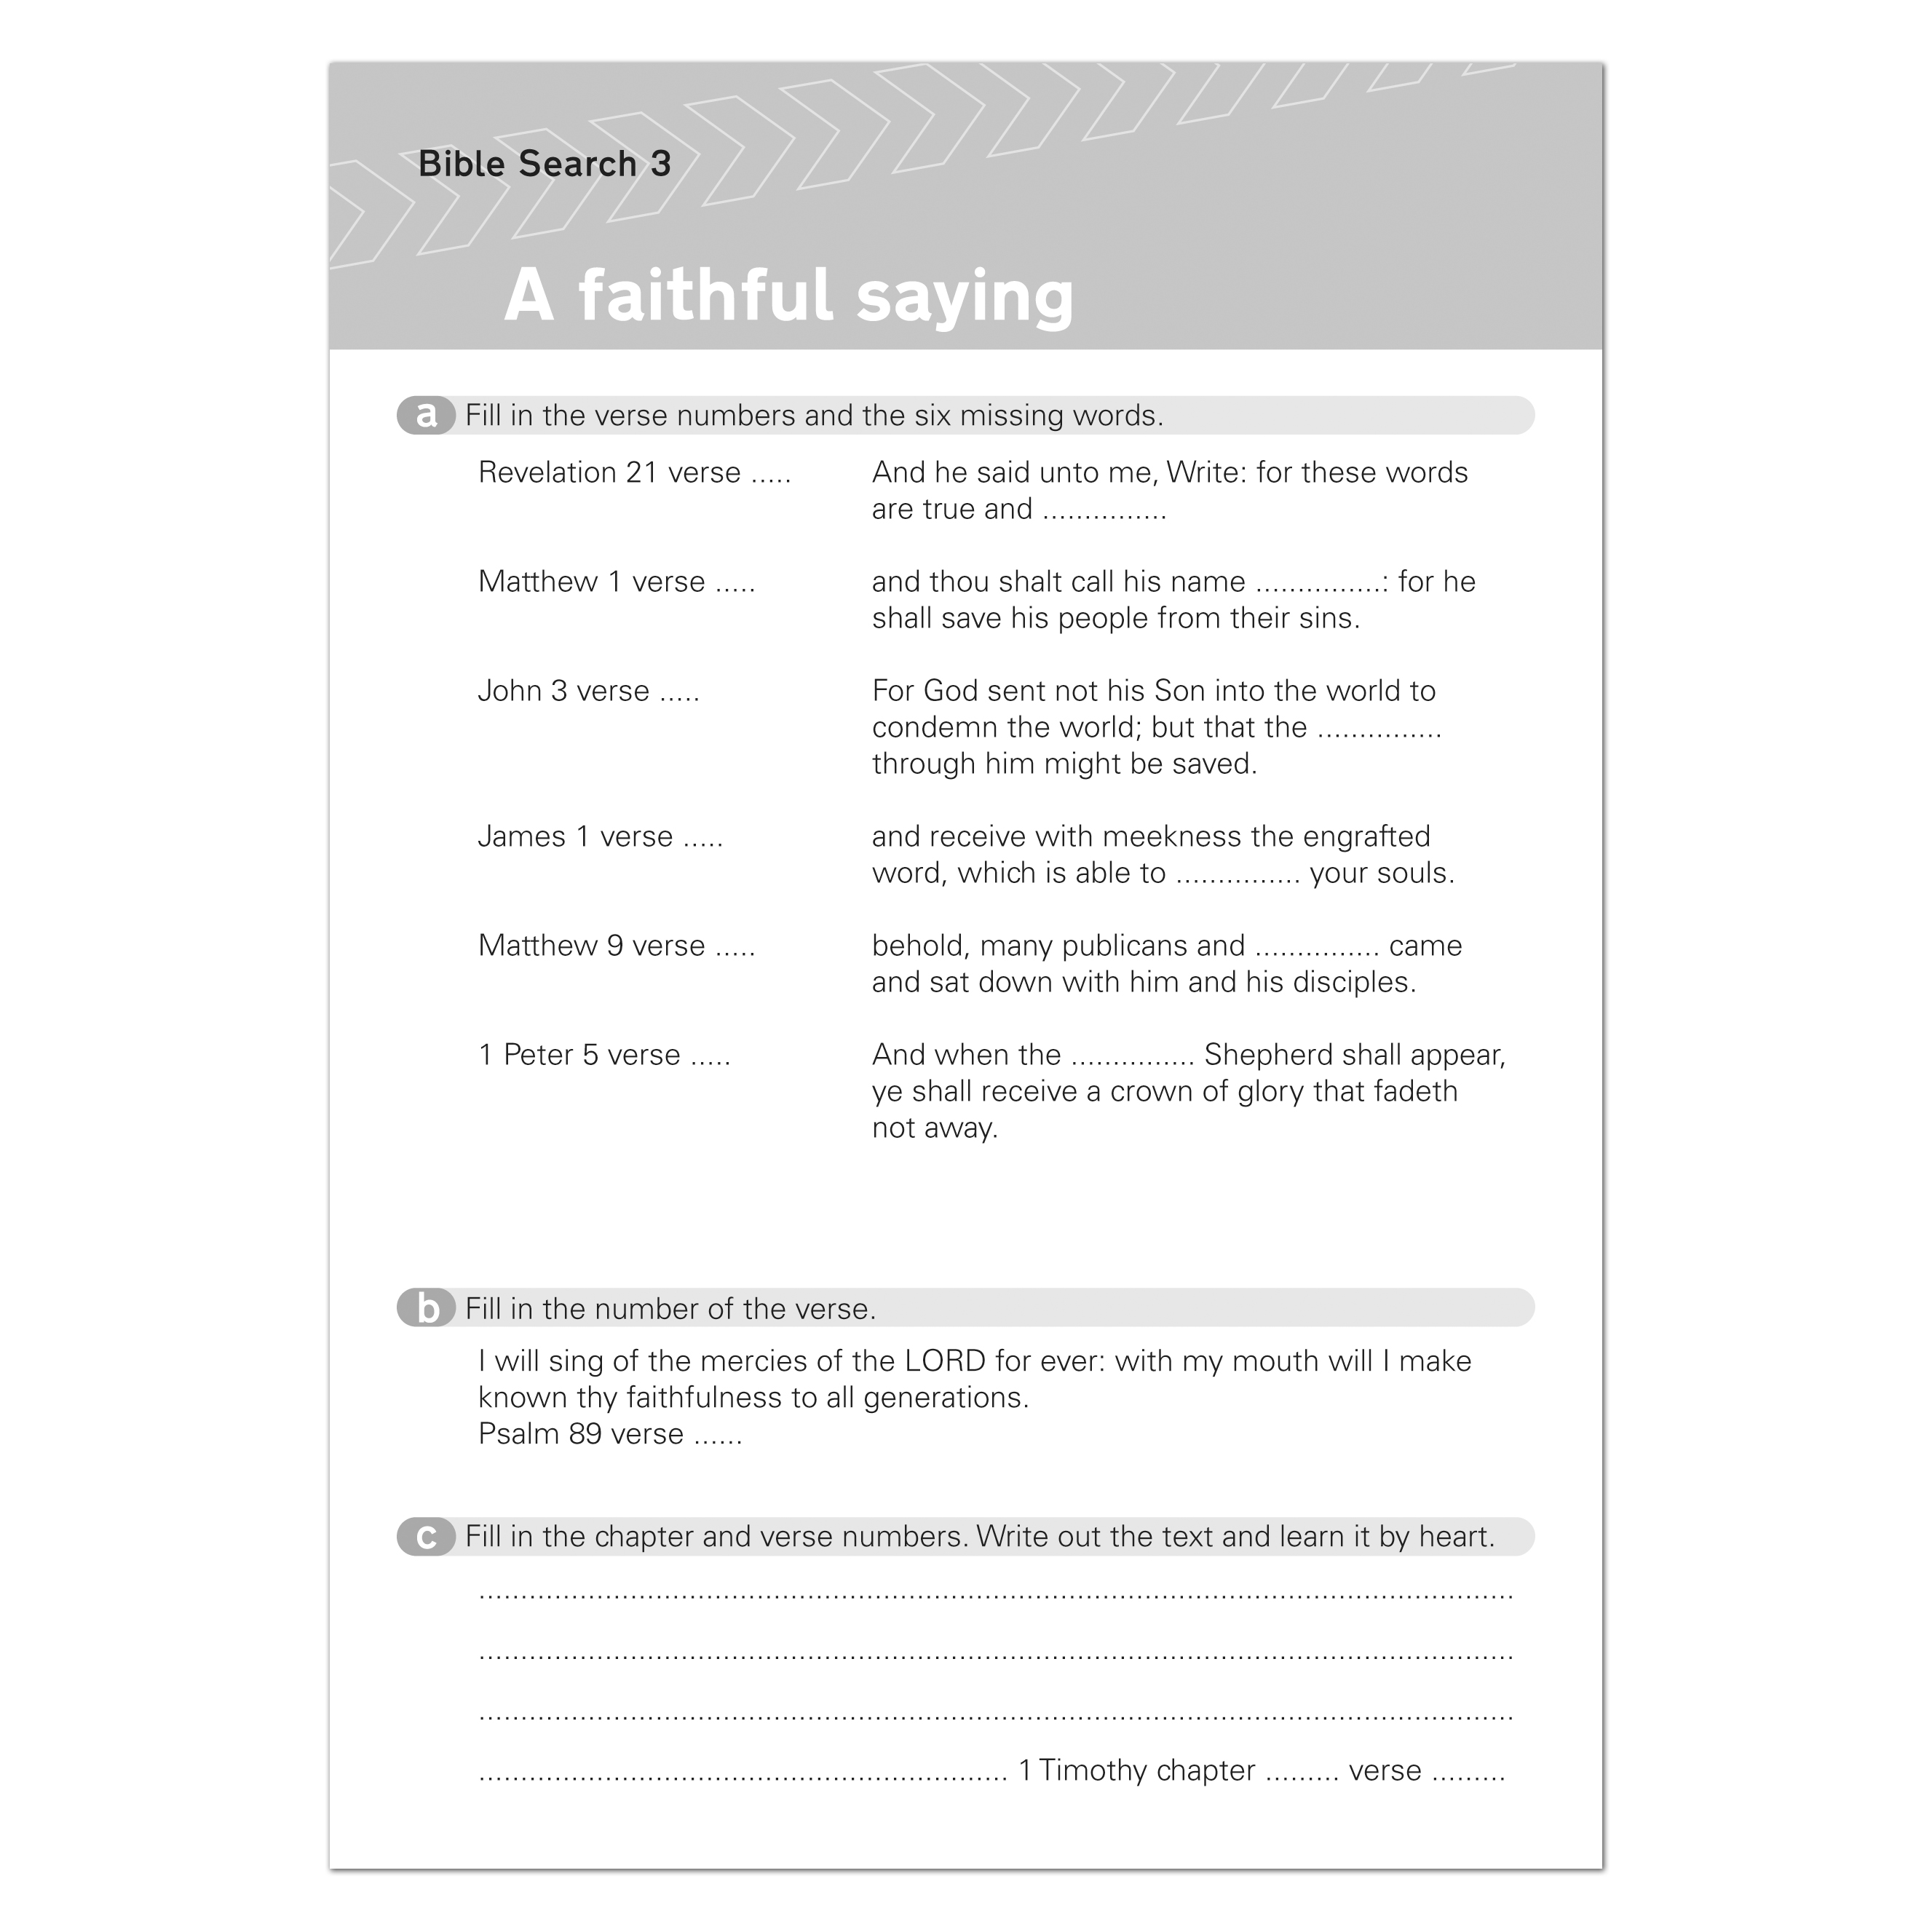 Bible Search 3
A faithful saying
a Fill in the verse numbers and the six missing words.
Revelation 21 verse ..... And he said unto me, Write: for these words
are true and ...............
Matthew 1 verse ..... and thou shalt call his name ...............: for he
shall save his people from their sins.
John 3 verse ..... For God sent not his Son into the world to
condemn the world; but that the ...............
through him might be saved.
James 1 verse ..... and receive with meekness the engrafted
word, which is able to ............... your souls.
Matthew 9 verse ..... behold, many publicans and ............... came
and sat down with him and his disciples.
1 Peter 5 verse ..... And when the ............... Shepherd shall appear,
ye shall receive a crown of glory that fadeth
not away.
b Fill in the number of the verse.
I will sing of the mercies of the LORD for ever: with my mouth will I make
known thy faithfulness to all generations.
Psalm 89 verse ......
c Fill in the chapter and verse numbers. Write out the text and learn it by heart.
................................................................ 1 Timothy chapter ......... verse .........